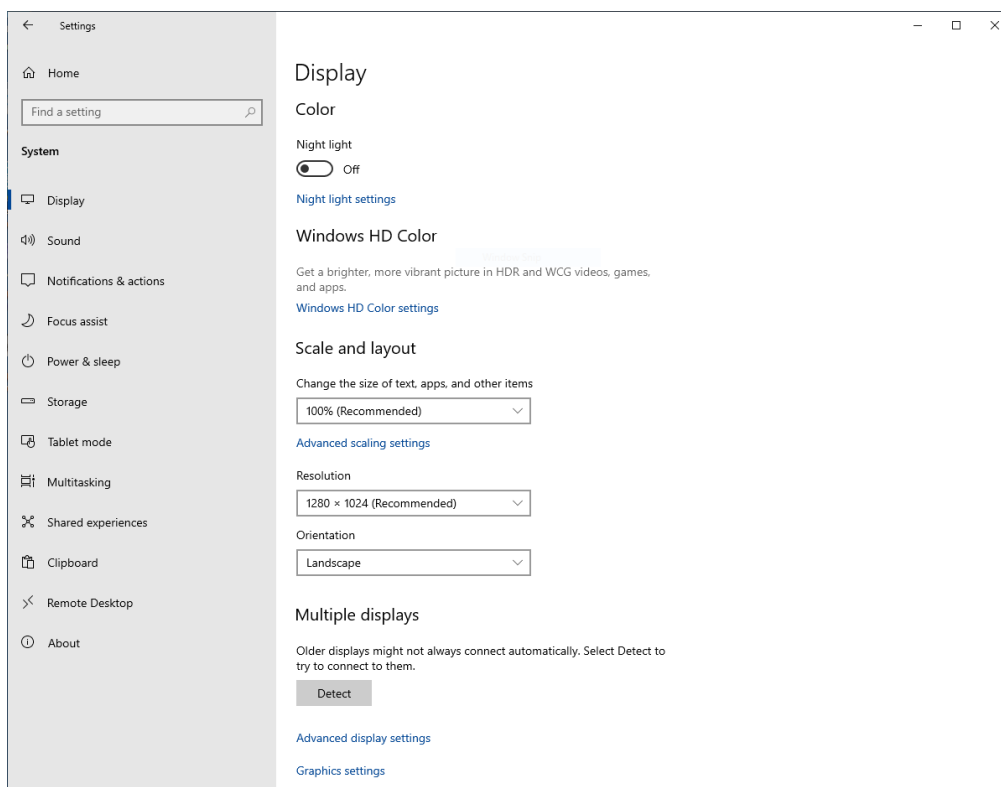 Settings
Home
Find a setting
System
Display
Sound
Notifications & actions
Focus assist
Power & sleep
Storage
Tablet mode
Multitasking
Shared experiences
Clipboard
Remote Desktop
About
Display
Color
Night light
Off
Night light settings
Windows HD Color
Get a brighter, more vibrant picture in HDR and WCG videos, games,
and apps.
Windows HD Color settings
Scale and layout
Change the size of text, apps, and other items
100% (Recommended)
Advanced scaling settings
Resolution
1280 × 1024 (Recommended)
Orientation
Landscape
Multiple displays
Older displays might not always connect automatically. Select Detect to
try to connect to them.
Detect
Advanced display settings
Graphics settings